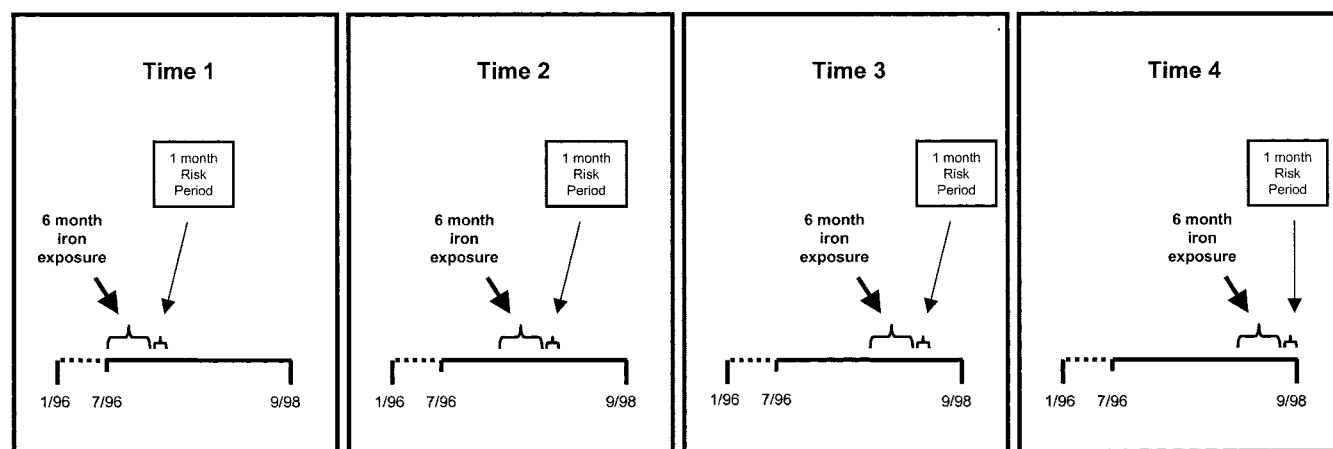 Time 1
1 month
Risk
Period
6 month
iron
exposure
1/96 7/96 9/98
Time 2
1 month
Risk
Period
6 month
iron
exposure
1/96 7/96 9/98
Time 3
1 month
Risk
Period
6 month
iron
exposure
1/96 7/96 9/98
Time 4
1 month
Risk
Period
6 month
iron
exposure
1/96 7/96 9/98